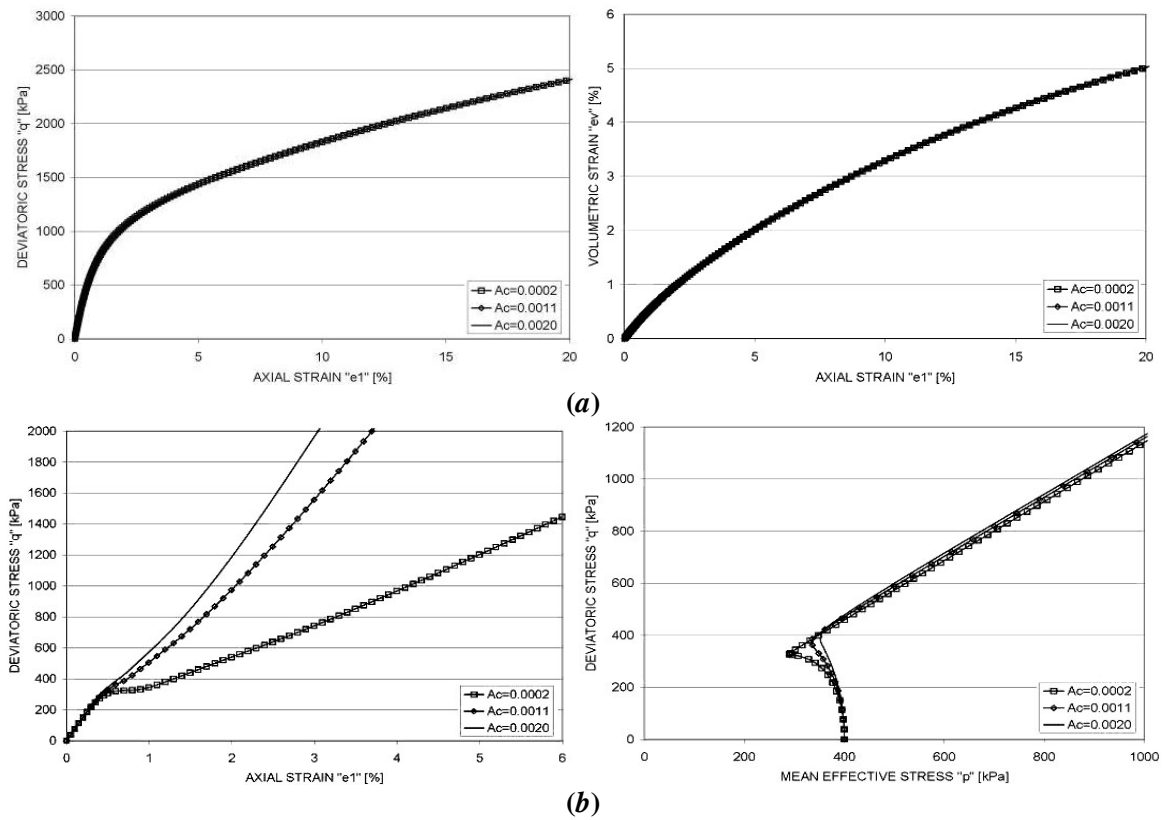 3000
2500
2000
1500
1000
500
0
DEVIATORIC STRESS "q" [kPa]
0
5
10
15
20
AXIAL STRAIN "e1" [%]
Ac=0.0002
Ac=0.0011
Ac=0.0020
6
5
4
3
2
1
0
VOLUMETRIC STRAIN "ev" [%]
0
5
10
15
20
AXIAL STRAIN "e1" [%]
Ac=0.0002
Ac=0.0011
Ac=0.0020
(a)
2000
1800
1600
1400
1200
1000
800
600
400
200
0
DEVIATORIC STRESS "q" [kPa]
0
1
2
3
4
5
6
AXIAL STRAIN "e1" [%]
Ac=0.0002
Ac=0.0011
Ac=0.0020
1200
1000
800
600
400
200
0
DEVIATORIC STRESS "q" [kPa]
0
200
400
600
800
1000
MEAN EFFECTIVE STRESS "p" [kPa]
Ac=0.0002
Ac=0.0011
Ac=0.0020
(b)